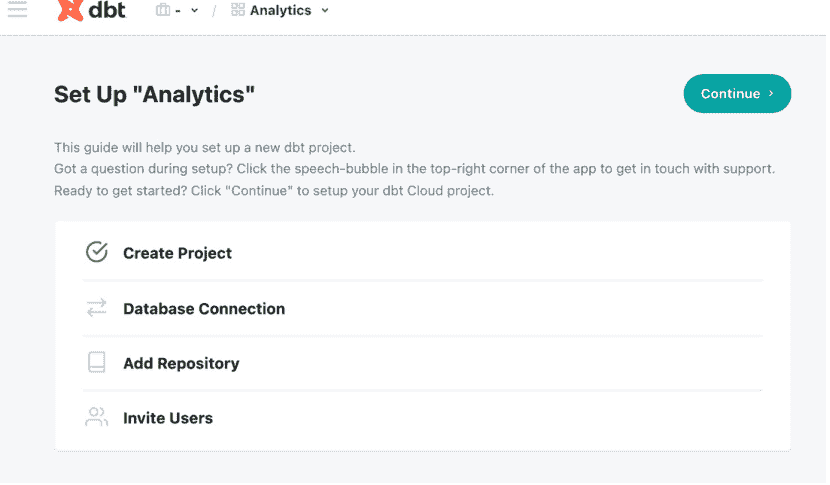 dbt - / Analytics
Set Up "Analytics"
Continue ›
This guide will help you set up a new dbt project.
Got a question during setup? Click the speech-bubble in the top-right corner of the app to get in touch with support.
Ready to get started? Click "Continue" to setup your dbt Cloud project.
Create Project
Database Connection
Add Repository
Invite Users